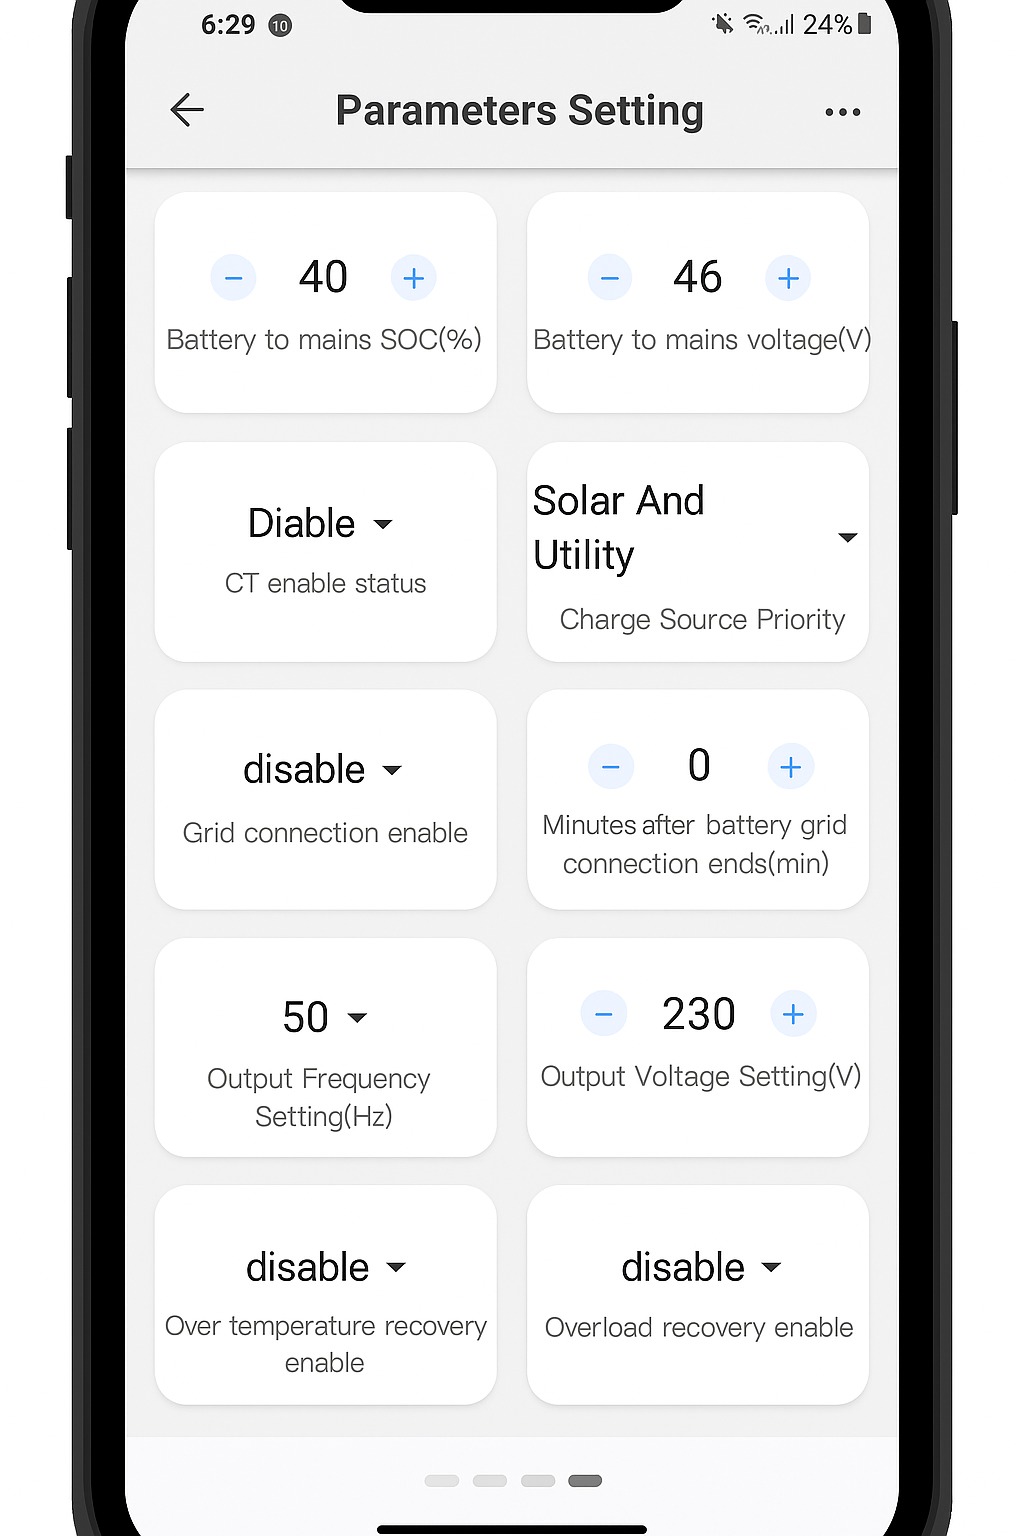 6:29 10 24%
Parameters Setting
40
Battery to mains SOC(%)
46
Battery to mains voltage(V)
Diable
CT enable status
Solar And
Utility
Charge Source Priority
disable
Grid connection enable
0
Minutes after battery grid
connection ends(min)
50
Output Frequency
Setting(Hz)
230
Output Voltage Setting(V)
disable
Over temperature recovery
enable
disable
Overload recovery enable